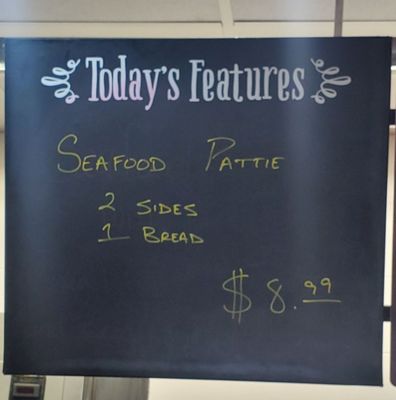 Today's Features
SEAFOOD PATTIE
2 SIDES
1 BREAD
$ 8.99